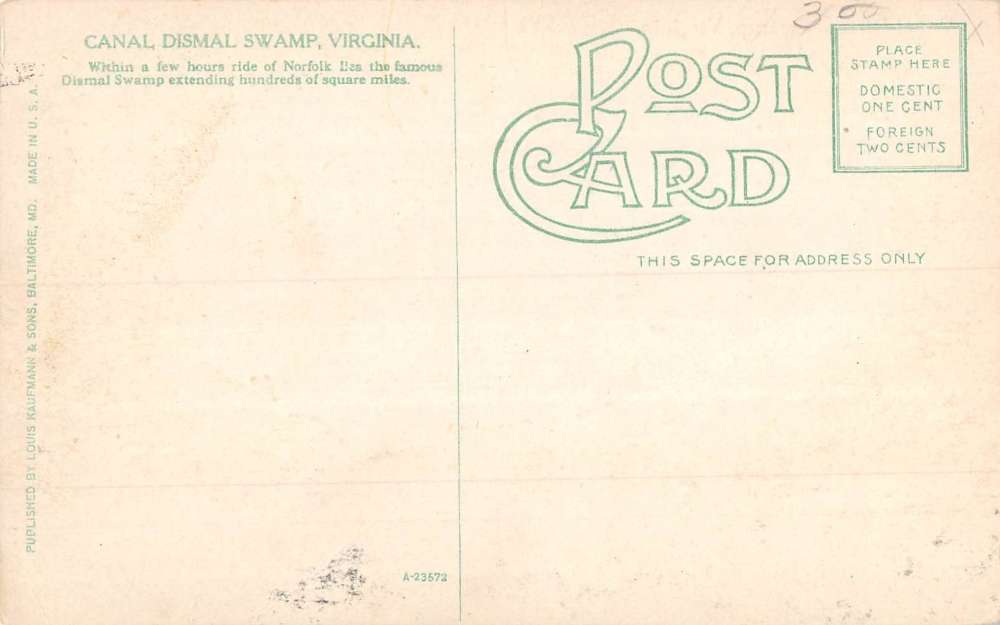 CANAL, DISMAL SWAMP, VIRGINIA.
Within a few hours ride of Norfolk lies the famous
Dismal Swamp extending hundreds of square miles.
PUBLISHED BY LOUIS KAUFMANN & SONS, BALTIMORE, MD. MADE IN U. S. A.
A-23572
3 00
POST
CARD
PLACE
STAMP HERE
DOMESTIC
ONE CENT
FOREIGN
TWO CENTS
THIS SPACE FOR ADDRESS ONLY